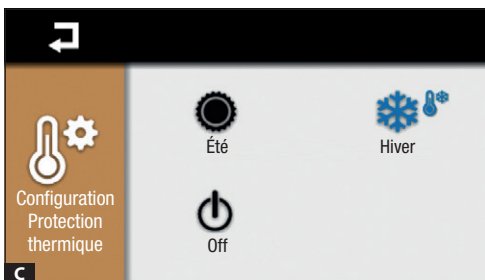 Été
Hiver
Configuration
Protection
thermique
Off
C